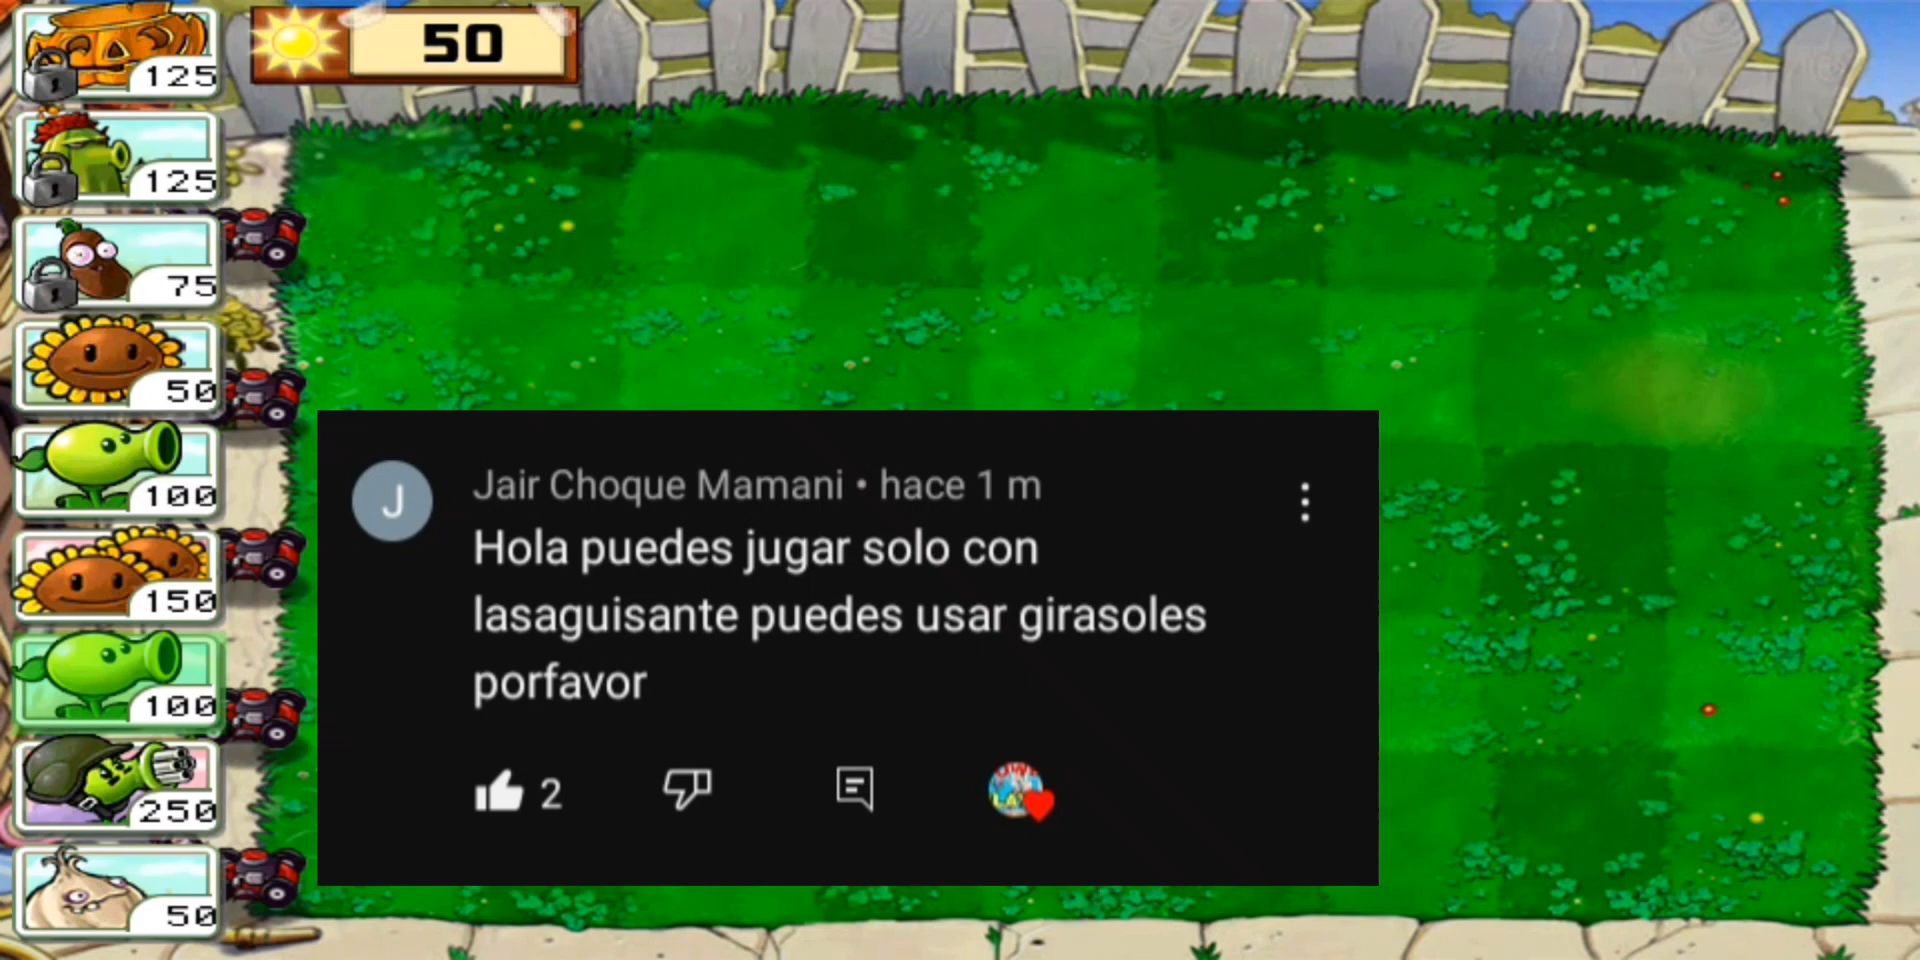 125
50
125
75
50
100
150
100
250
50
J
Jair Choque Mamani • hace 1 m
Hola puedes jugar solo con
lasaguisante puedes usar girasoles
porfavor
2